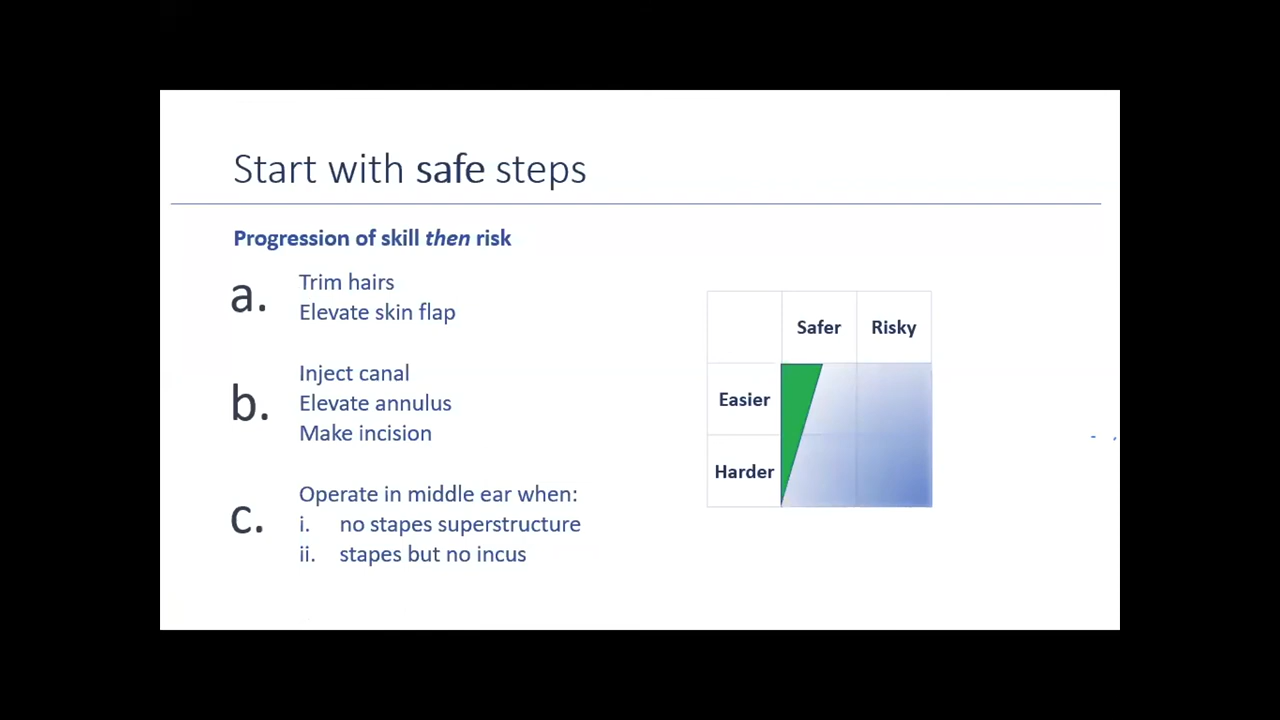 Start with safe steps
Progression of skill then risk
a.
Trim hairs
Elevate skin flap
b.
Inject canal
Elevate annulus
Make incision
c.
Operate in middle ear when:
i. no stapes superstructure
ii. stapes but no incus
Safer Risky
Easier
Harder